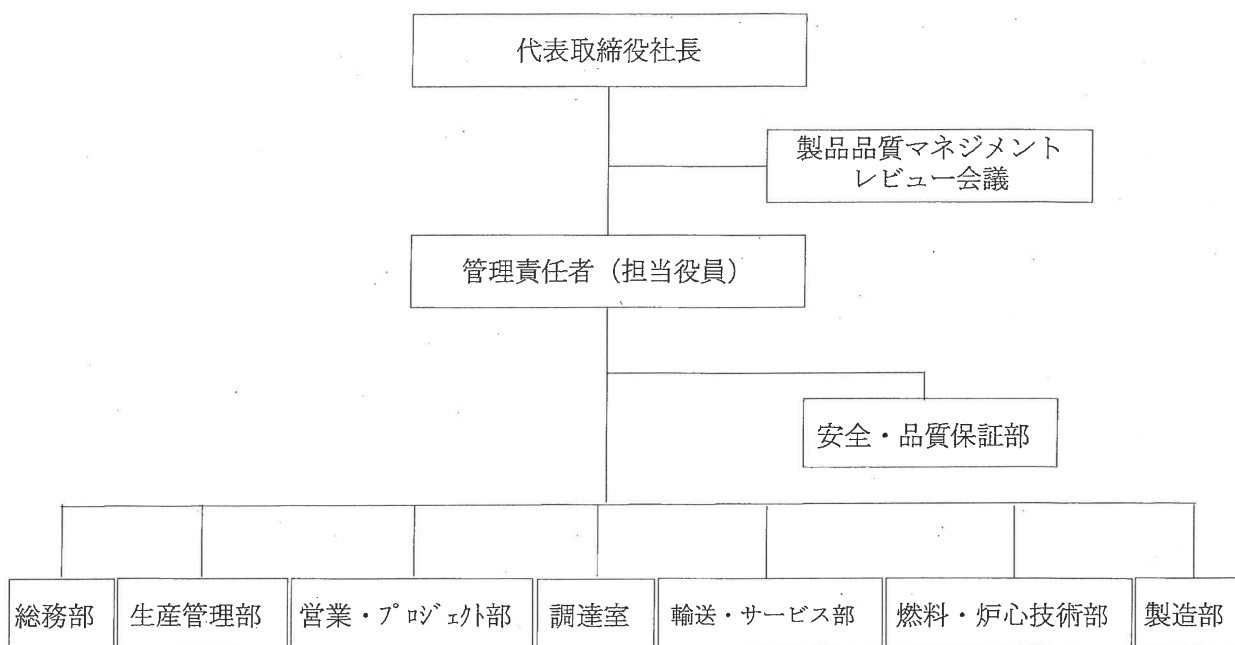 代表取締役社長
製品品質マネジメント
レビュー会議
管理責任者（担当役員）
安全・品質保証部
総務部
生産管理部
営業・ﾌﾟﾛｼﾞｪｸﾄ部
調達室
輸送・サービス部
燃料・炉心技術部
製造部